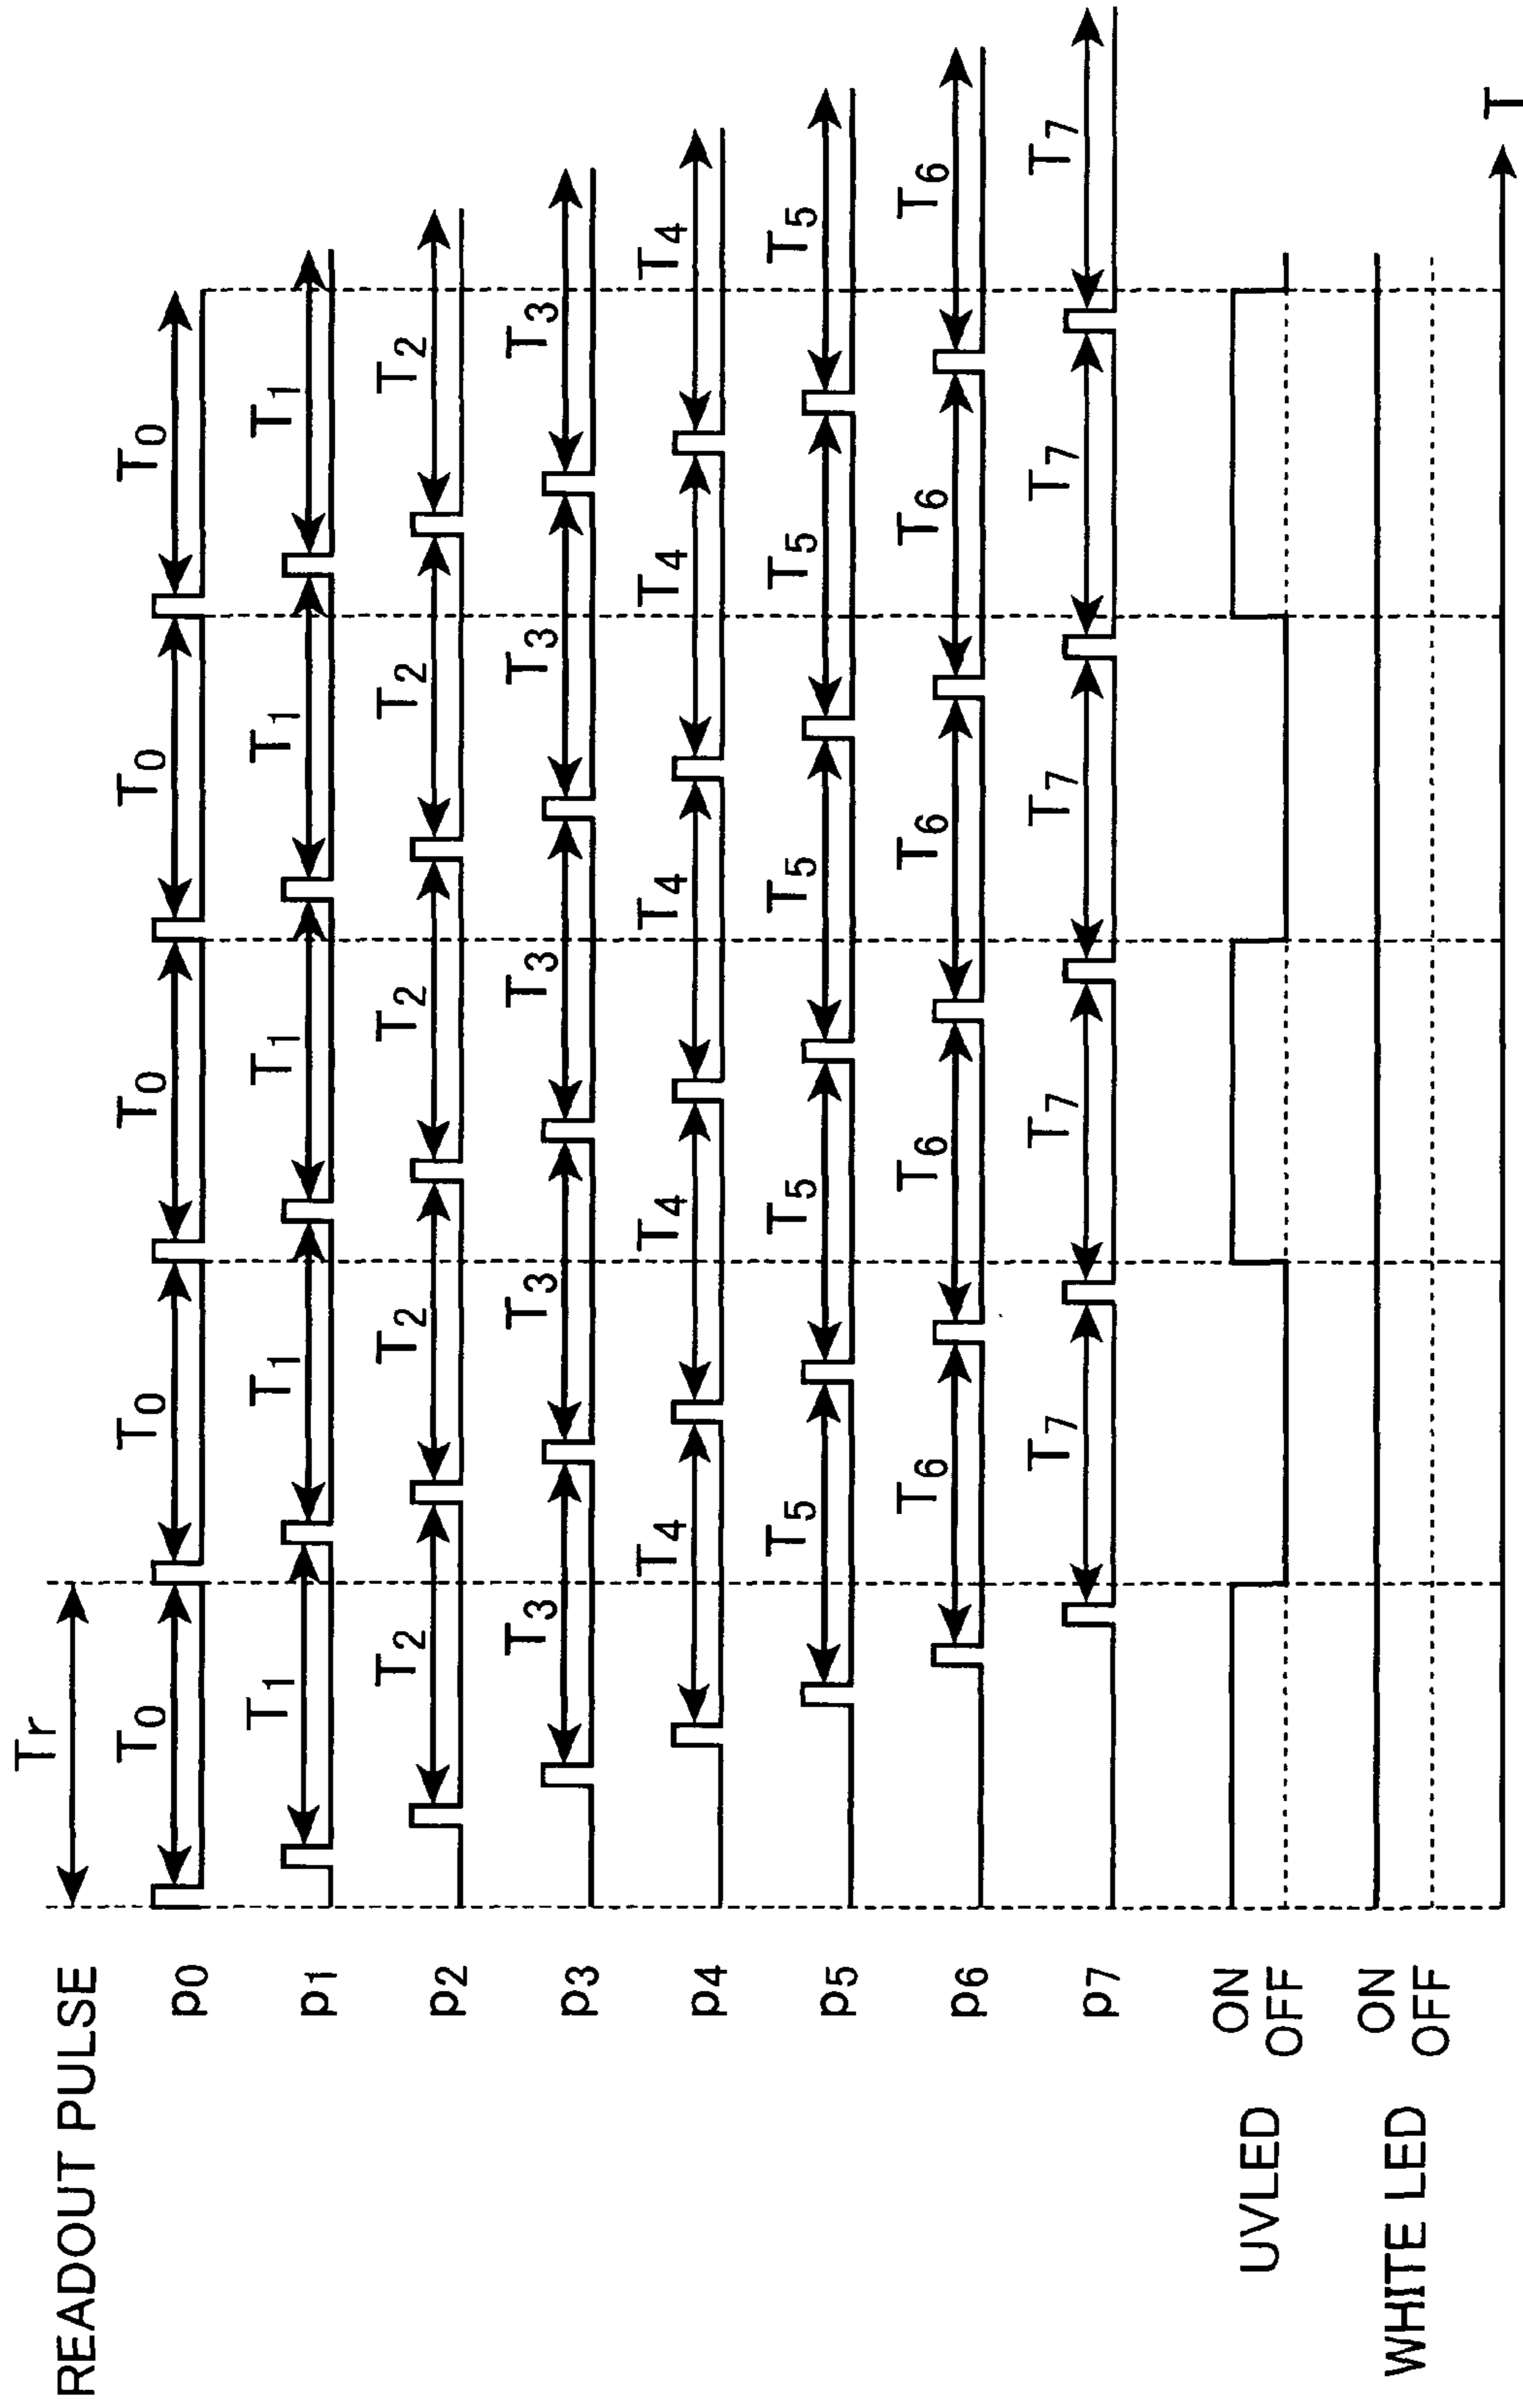 Tr
READOUT PULSE
T0 T0 T0 T0 T0
p0
T1 T1 T1 T1 T1
p1
T2 T2 T2 T2 T2
p2
T3 T3 T3 T3 T3
p3
T4 T4 T4 T4 T4
p4
T5 T5 T5 T5 T5
p5
T6 T6 T6 T6 T6
p6
T7 T7 T7 T7 T7
p7
ON
UVLED
OFF
ON
WHITE LED
OFF
T